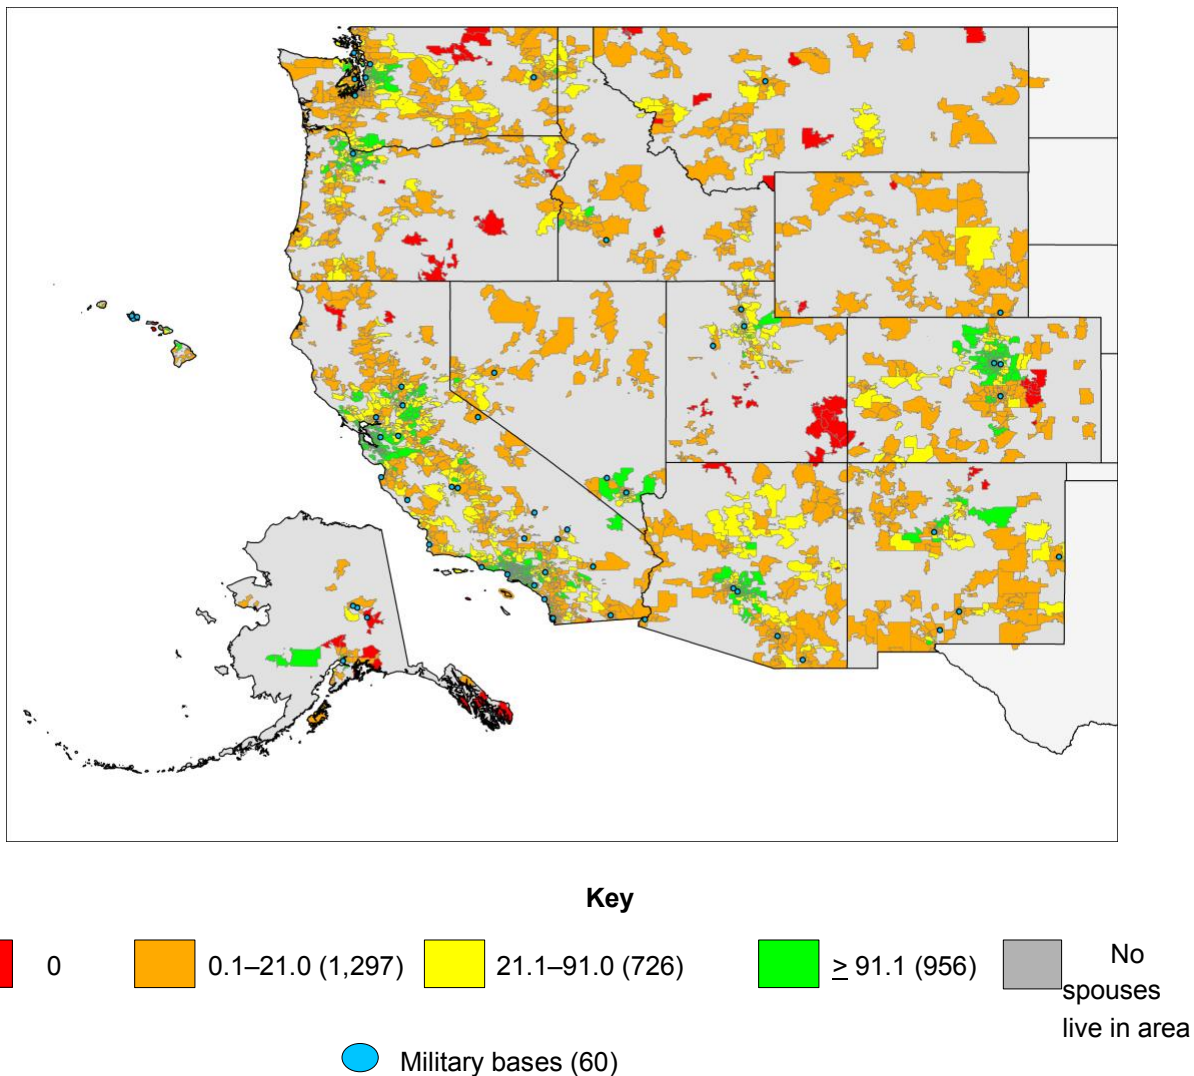 Key
0
0.1–21.0 (1,297)
21.1–91.0 (726)
≥ 91.1 (956)
No
spouses
live in area
Military bases (60)